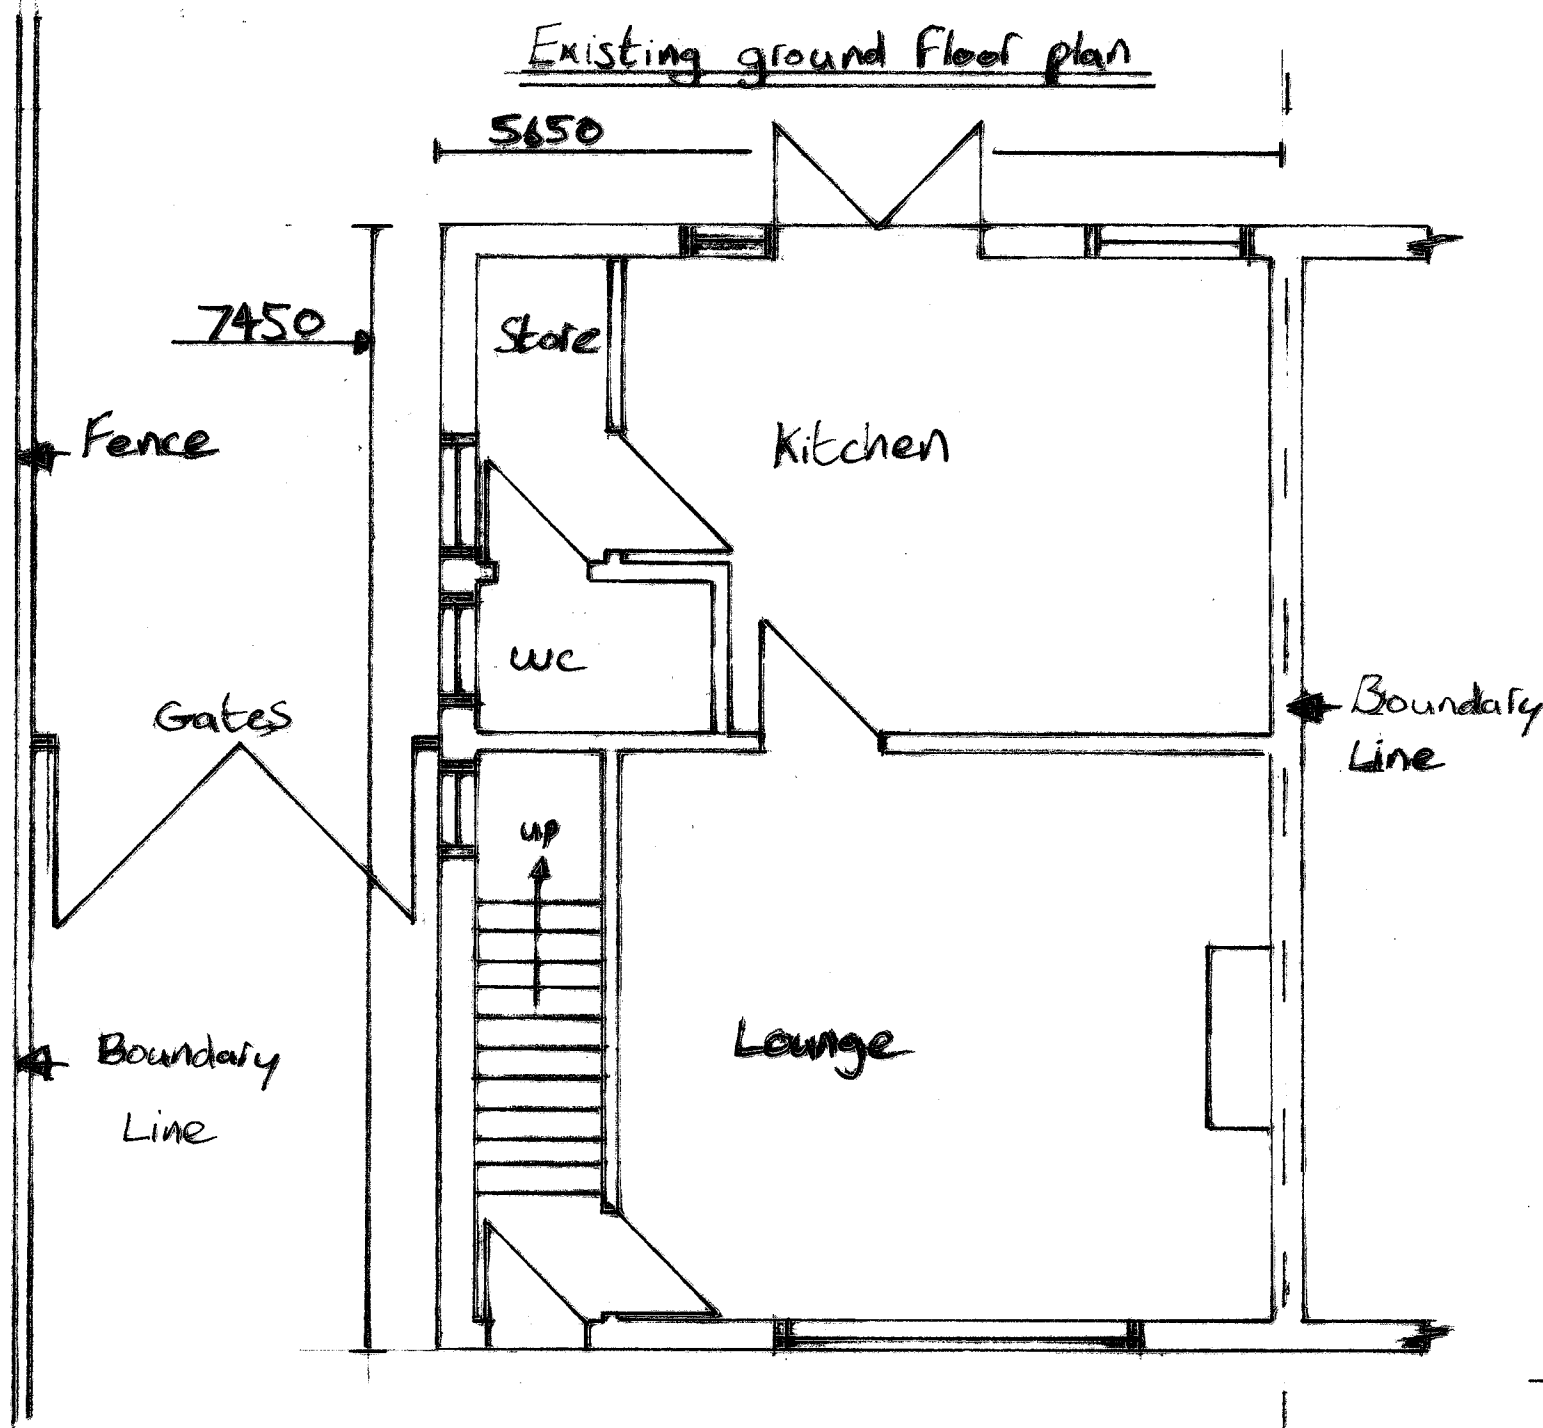 Existing ground floor plan
5650
7450
Store
Fence
Kitchen
WC
Gates
Boundary
Line
up
Lounge
Boundary
Line